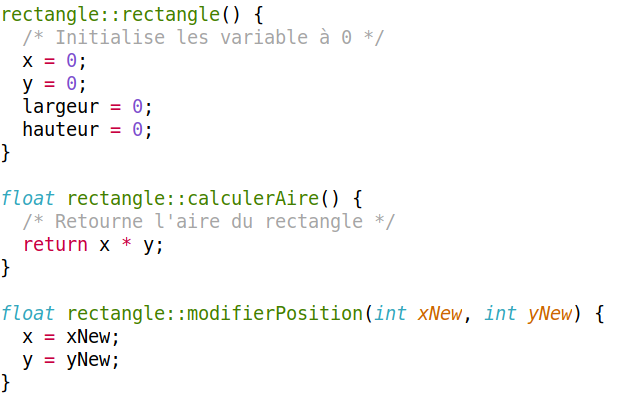 rectangle::rectangle() {
  /* Initialise les variable à 0 */
  x = 0;
  y = 0;
  largeur = 0;
  hauteur = 0;
}

float rectangle::calculerAire() {
  /* Retourne l'aire du rectangle */
  return x * y;
}

float rectangle::modifierPosition(int xNew, int yNew) {
  x = xNew;
  y = yNew;
}